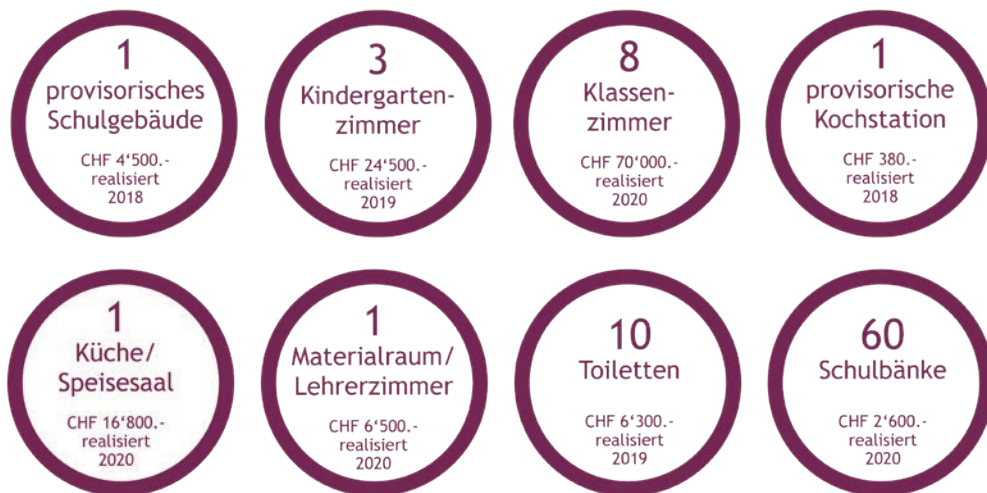 1
provisorisches
Schulgebäude
CHF 4‘500.-
realisiert
2018
3
Kindergarten-
zimmer
CHF 24‘500.-
realisiert
2019
8
Klassen-
zimmer
CHF 70‘000.-
realisiert
2020
1
provisorische
Kochstation
CHF 380.-
realisiert
2018
1
Küche/
Speisesaal
CHF 16‘800.-
realisiert
2020
1
Materialraum/
Lehrerzimmer
CHF 6‘500.-
realisiert
2020
10
Toiletten
CHF 6‘300.-
realisiert
2019
60
Schulbänke
CHF 2‘600.-
realisiert
2020